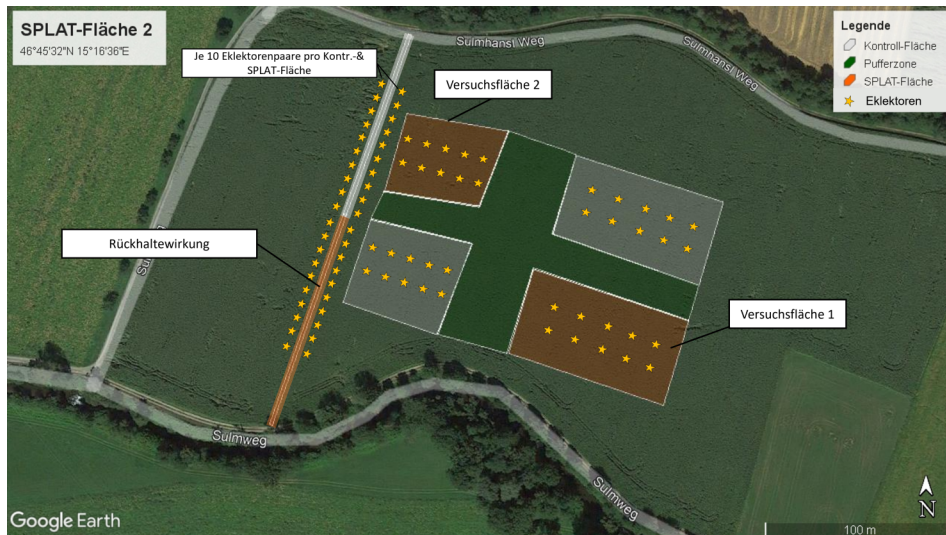 SPLAT-Fläche 2
46°45'32"N 15°16'36"E
Je 10 Eklektorenpaare pro Kontr.-&
SPLAT-Fläche
Sulmhansl Weg
Sulmhansl Weg
Legende
Kontroll-Fläche
Pufferzone
SPLAT-Fläche
Eklektoren
Versuchsfläche 2
Rückhaltewirkung
Versuchsfläche 1
Sulmweg
Sulmweg
Google Earth
N
100 m